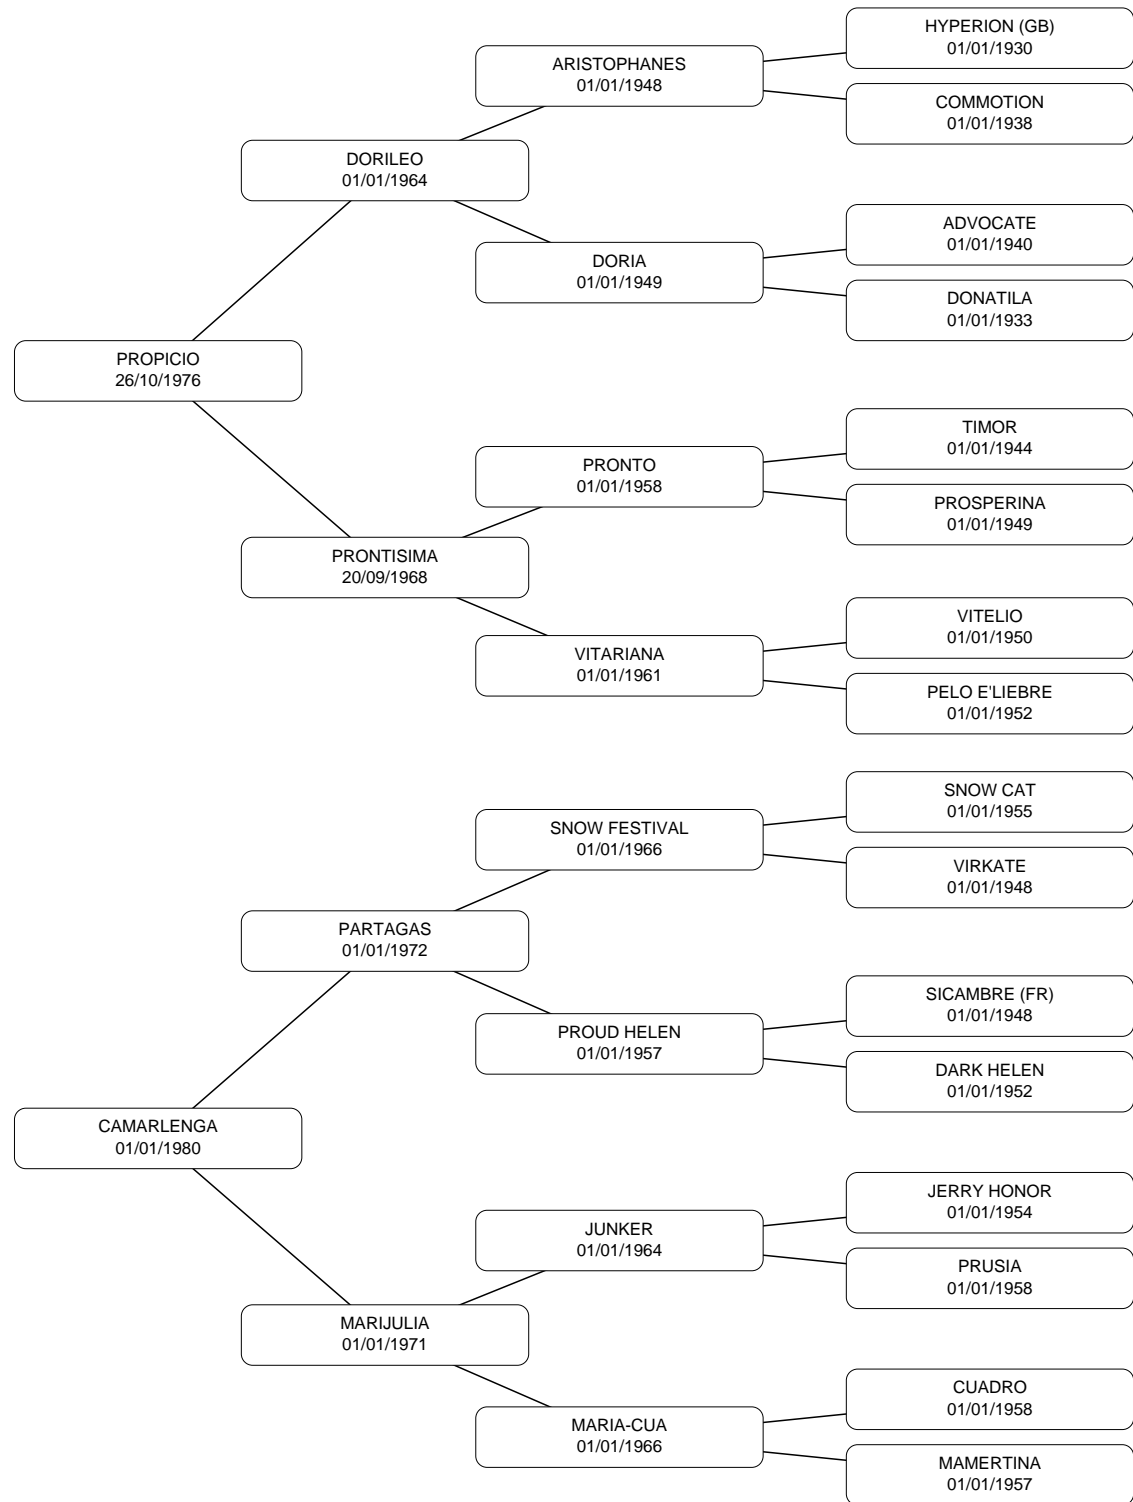 HYPERION (GB)
01/01/1930
ARISTOPHANES
01/01/1948
COMMOTION
01/01/1938
DORILEO
01/01/1964
ADVOCATE
01/01/1940
DORIA
01/01/1949
DONATILA
01/01/1933
PROPICIO
26/10/1976
TIMOR
01/01/1944
PRONTO
01/01/1958
PROSPERINA
01/01/1949
PRONTISIMA
20/09/1968
VITELIO
01/01/1950
VITARIANA
01/01/1961
PELO E'LIEBRE
01/01/1952
SNOW CAT
01/01/1955
SNOW FESTIVAL
01/01/1966
VIRKATE
01/01/1948
PARTAGAS
01/01/1972
SICAMBRE (FR)
01/01/1948
PROUD HELEN
01/01/1957
DARK HELEN
01/01/1952
CAMARLENGA
01/01/1980
JERRY HONOR
01/01/1954
JUNKER
01/01/1964
PRUSIA
01/01/1958
MARIJULIA
01/01/1971
CUADRO
01/01/1958
MARIA-CUA
01/01/1966
MAMERTINA
01/01/1957